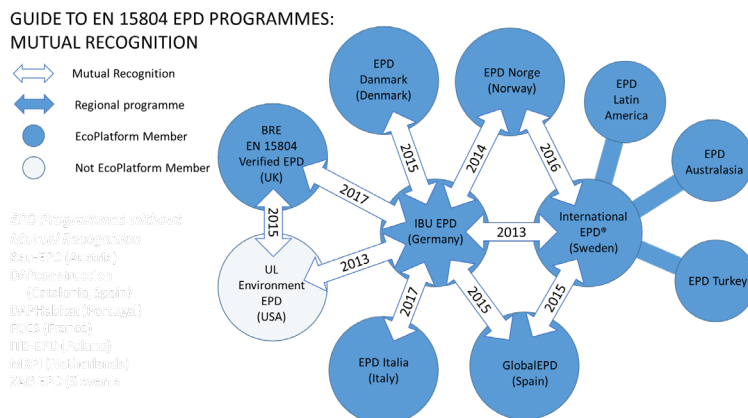 GUIDE TO EN 15804 EPD PROGRAMMES:
MUTUAL RECOGNITION
Mutual Recognition
Regional programme
EcoPlatform Member
Not EcoPlatform Member
EPD Programmes without
Mutual Recognition
Bau-EPD (Austria)
DAPconstruccion
(Catalonia, Spain)
DAPHabitat (Portugal)
FDES (France)
ITB-EPD (Poland)
MRPI (Netherlands)
ZAG EPD (Slovenia
EPD
Danmark
(Denmark)
EPD Norge
(Norway)
EPD
Latin
America
BRE
EN 15804
Verified EPD
(UK)
EPD
Australasia
IBU EPD
(Germany)
International
EPD®
(Sweden)
UL
Environment
EPD
(USA)
EPD Turkey
EPD Italia
(Italy)
GlobalEPD
(Spain)
2015
2014
2016
2017
2015
2013
2013
2017
2015
2015